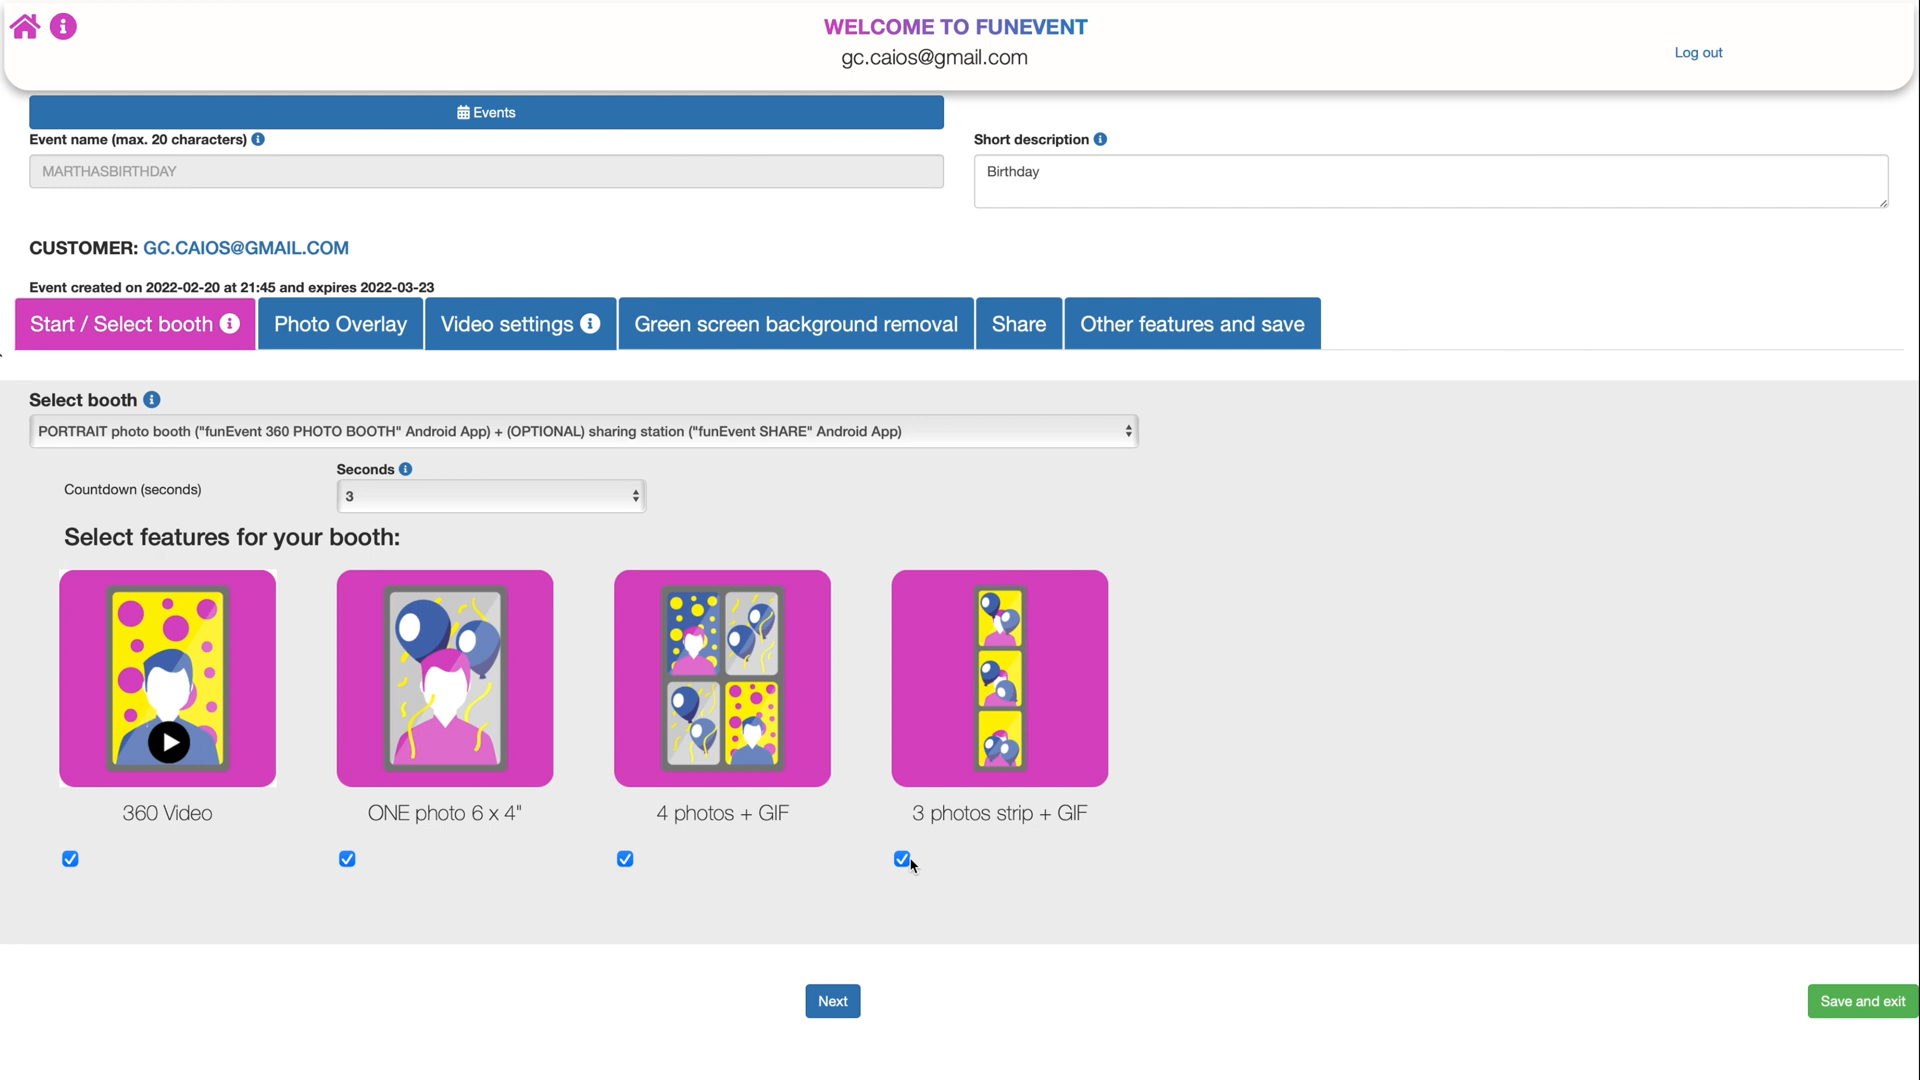 WELCOME TO FUNEVENT
gc.caios@gmail.com
Log out
Events
Event name (max. 20 characters)
Short description
MARTHASBIRTHDAY
Birthday
CUSTOMER: GC.CAIOS@GMAIL.COM
Event created on 2022-02-20 at 21:45 and expires 2022-03-23
Start / Select booth
Photo Overlay
Video settings
Green screen background removal
Share
Other features and save
Select booth
PORTRAIT photo booth ("funEvent 360 PHOTO BOOTH" Android App) + (OPTIONAL) sharing station ("funEvent SHARE" Android App)
Seconds
Countdown (seconds)
3
Select features for your booth:
360 Video
ONE photo 6 x 4"
4 photos + GIF
3 photos strip + GIF
Next
Save and exit